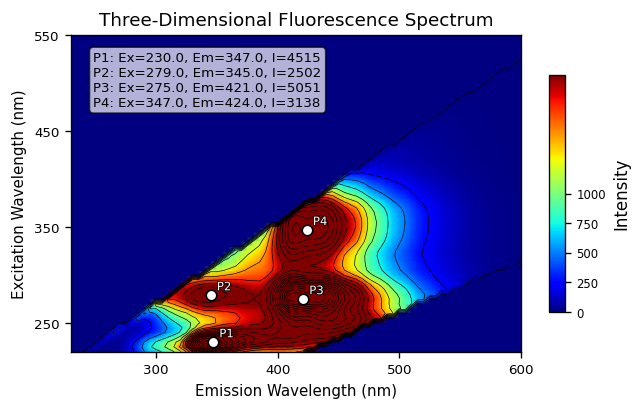 Three-Dimensional Fluorescence Spectrum
P1: Ex=230.0, Em=347.0, I=4515
P2: Ex=279.0, Em=345.0, I=2502
P3: Ex=275.0, Em=421.0, I=5051
P4: Ex=347.0, Em=424.0, I=3138
550
450
350
250
Excitation Wavelength (nm)
P4
P2
P3
P1
300
400
500
600
Emission Wavelength (nm)
1000
750
500
250
0
Intensity